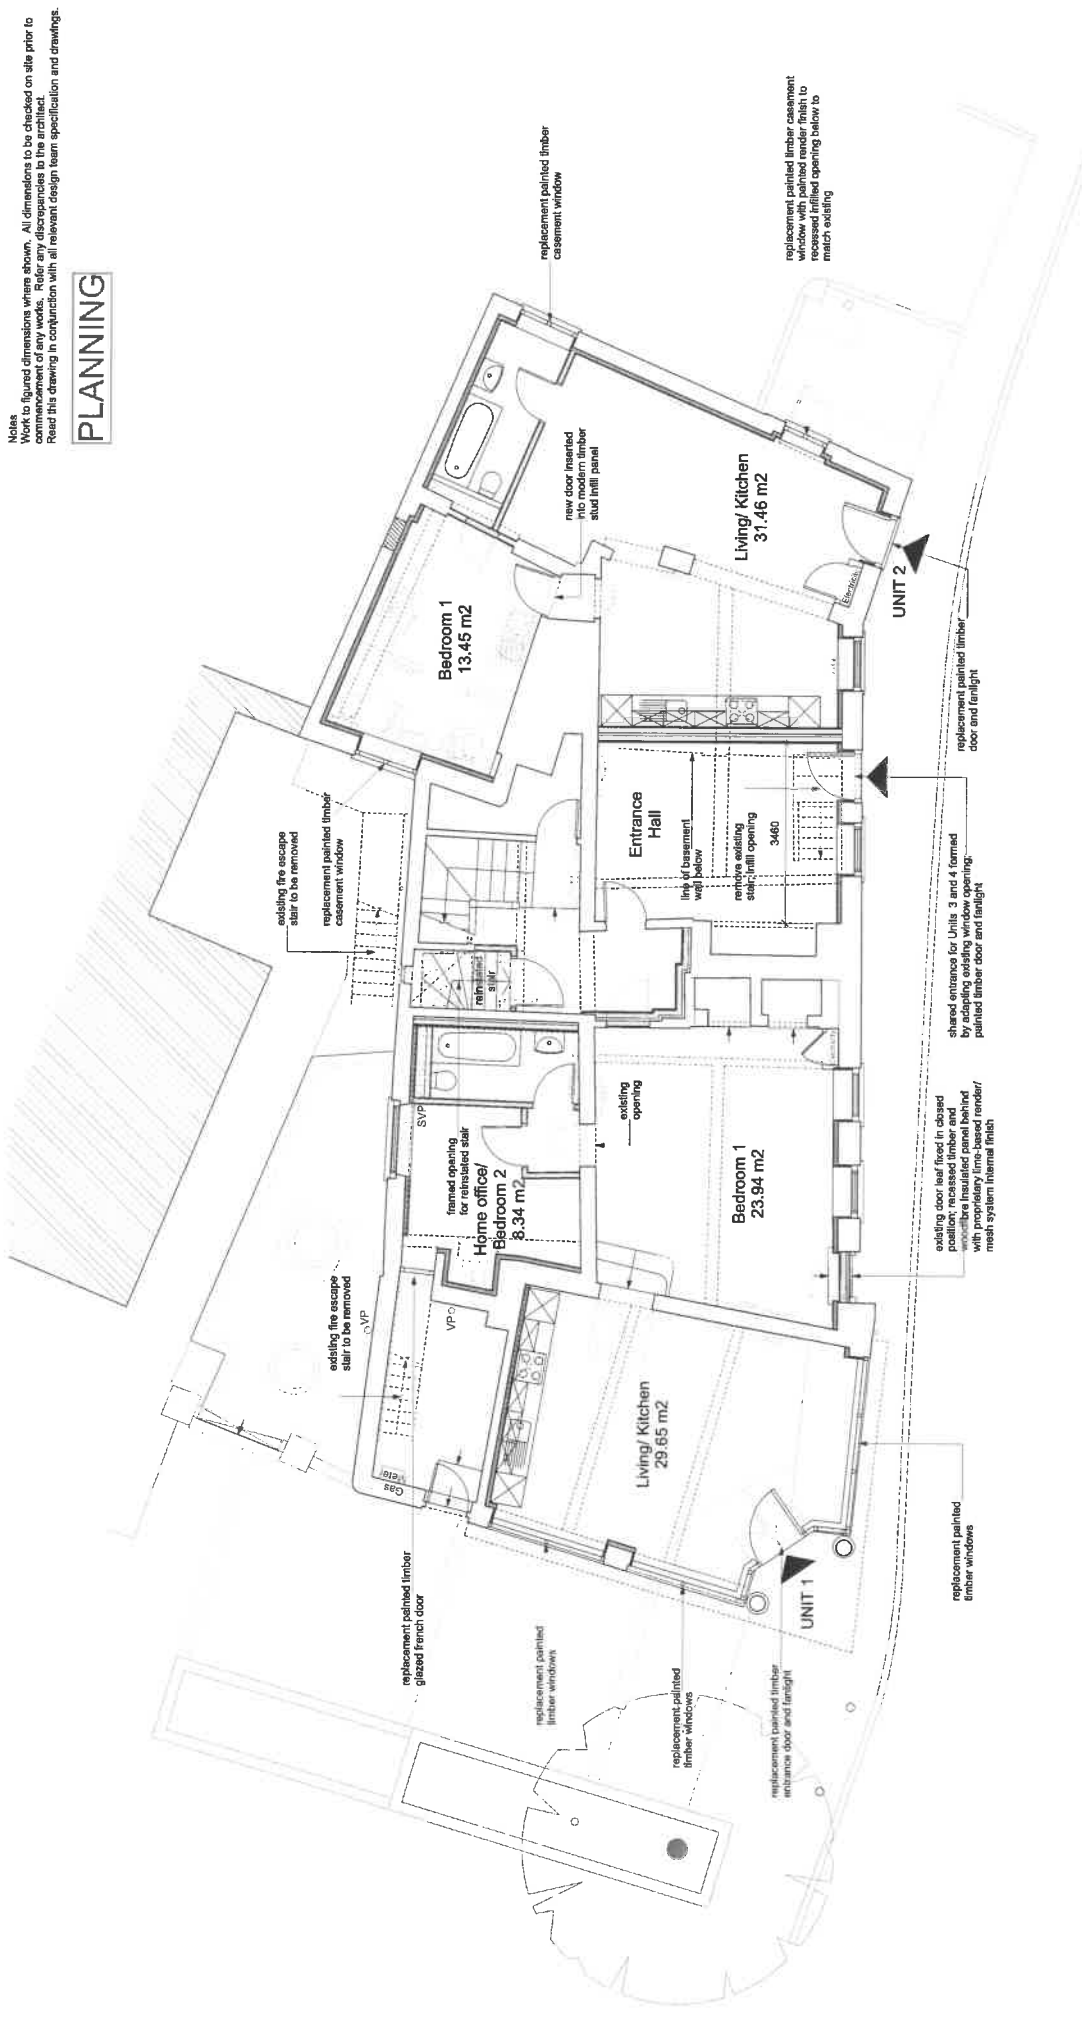 Notes
Work to figured dimensions where shown. All dimensions to be checked on site prior to
commencement of any works. Refer any discrepancies to the architect.
Read this drawing in conjunction with all relevant design team specification and drawings.
PLANNING
existing fire escape
stair to be removed
replacement painted timber
casement window
replacement painted timber
casement window
replacement painted timber casement
window with painted render finish to
recessed infilled opening below to
match existing
new door inserted
into modern timber
stud infill panel
Bedroom 1
13.45 m2
Living/ Kitchen
31.46 m2
Electrical
UNIT 2
replacement painted timber
door and fanlight
Entrance
Hall
line of basement
wall below
remove existing
stair; infill opening
3460
shared entrance for Units 3 and 4 formed
by adapting existing window opening;
painted timber door and fanlight
reinstated
stair
SVP
framed opening
for reinstated stair
Home office/
Bedroom 2
8.34 m2
existing
opening
Bedroom 1
23.94 m2
existing door leaf fixed in closed
position; recessed timber and
woodfibre insulated panel behind
with proprietary lime-based render/
mesh system internal finish
existing fire escape
stair to be removed
VP
VP
Gas
Mete
Living/ Kitchen
29.65 m2
UNIT 1
replacement painted
timber windows
replacement painted timber
glazed french door
replacement painted
timber windows
replacement painted
timber windows
replacement painted timber
entrance door and fanlight